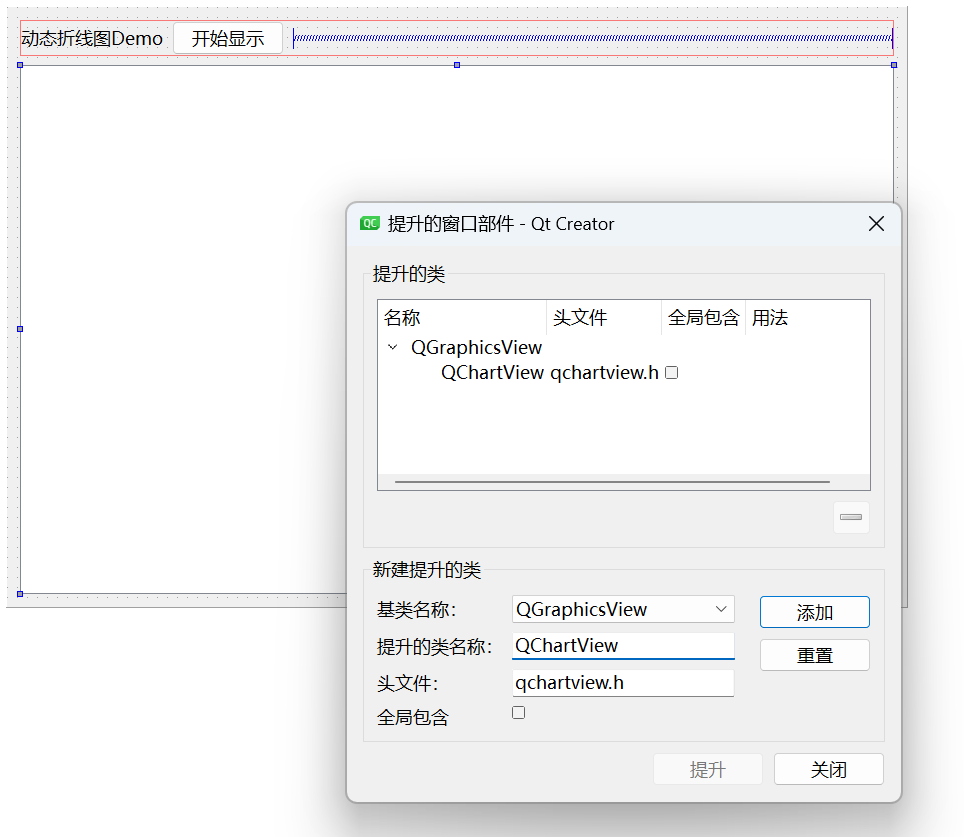 动态折线图Demo 开始显示
提升的窗口部件 - Qt Creator
提升的类
名称 头文件 全局包含 用法
QGraphicsView
QChartView qchartview.h
新建提升的类
基类名称: QGraphicsView 添加
提升的类名称: QChartView
重置
头文件: qchartview.h
全局包含
提升 关闭